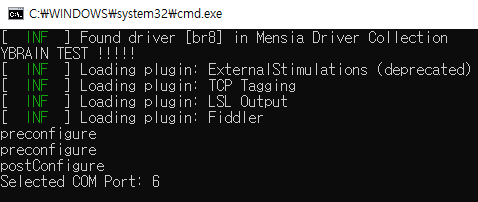 C:₩WINDOWS₩system32₩cmd.exe
[  INF  ] Found driver [br8] in Mensia Driver Collection
YBRAIN TEST !!!!!
[  INF  ] Loading plugin: ExternalStimulations (deprecated)
[  INF  ] Loading plugin: TCP Tagging
[  INF  ] Loading plugin: LSL Output
[  INF  ] Loading plugin: Fiddler
preconfigure
preconfigure
postConfigure
Selected COM Port: 6